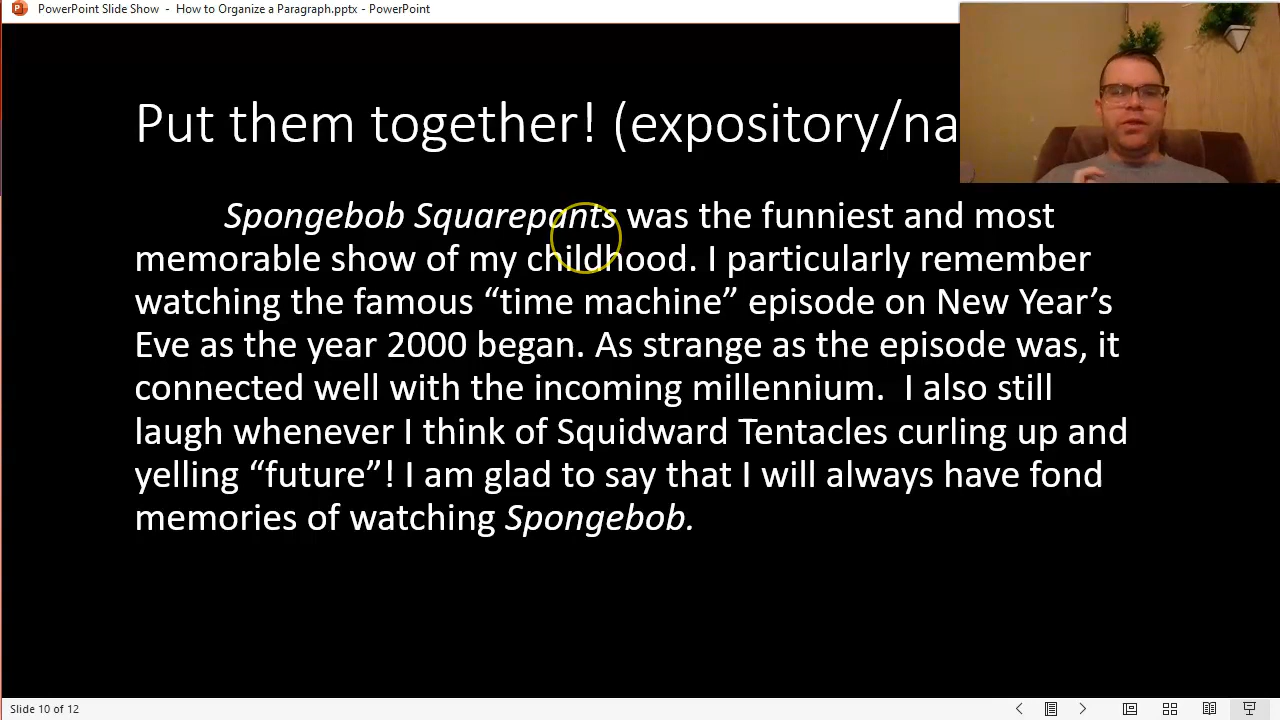 PowerPoint Slide Show - How to Organize a Paragraph.pptx - PowerPoint
Put them together! (expository/na
Spongebob Squarepants was the funniest and most
memorable show of my childhood. I particularly remember
watching the famous “time machine” episode on New Year’s
Eve as the year 2000 began. As strange as the episode was, it
connected well with the incoming millennium.  I also still
laugh whenever I think of Squidward Tentacles curling up and
yelling “future”! I am glad to say that I will always have fond
memories of watching Spongebob.
Slide 10 of 12